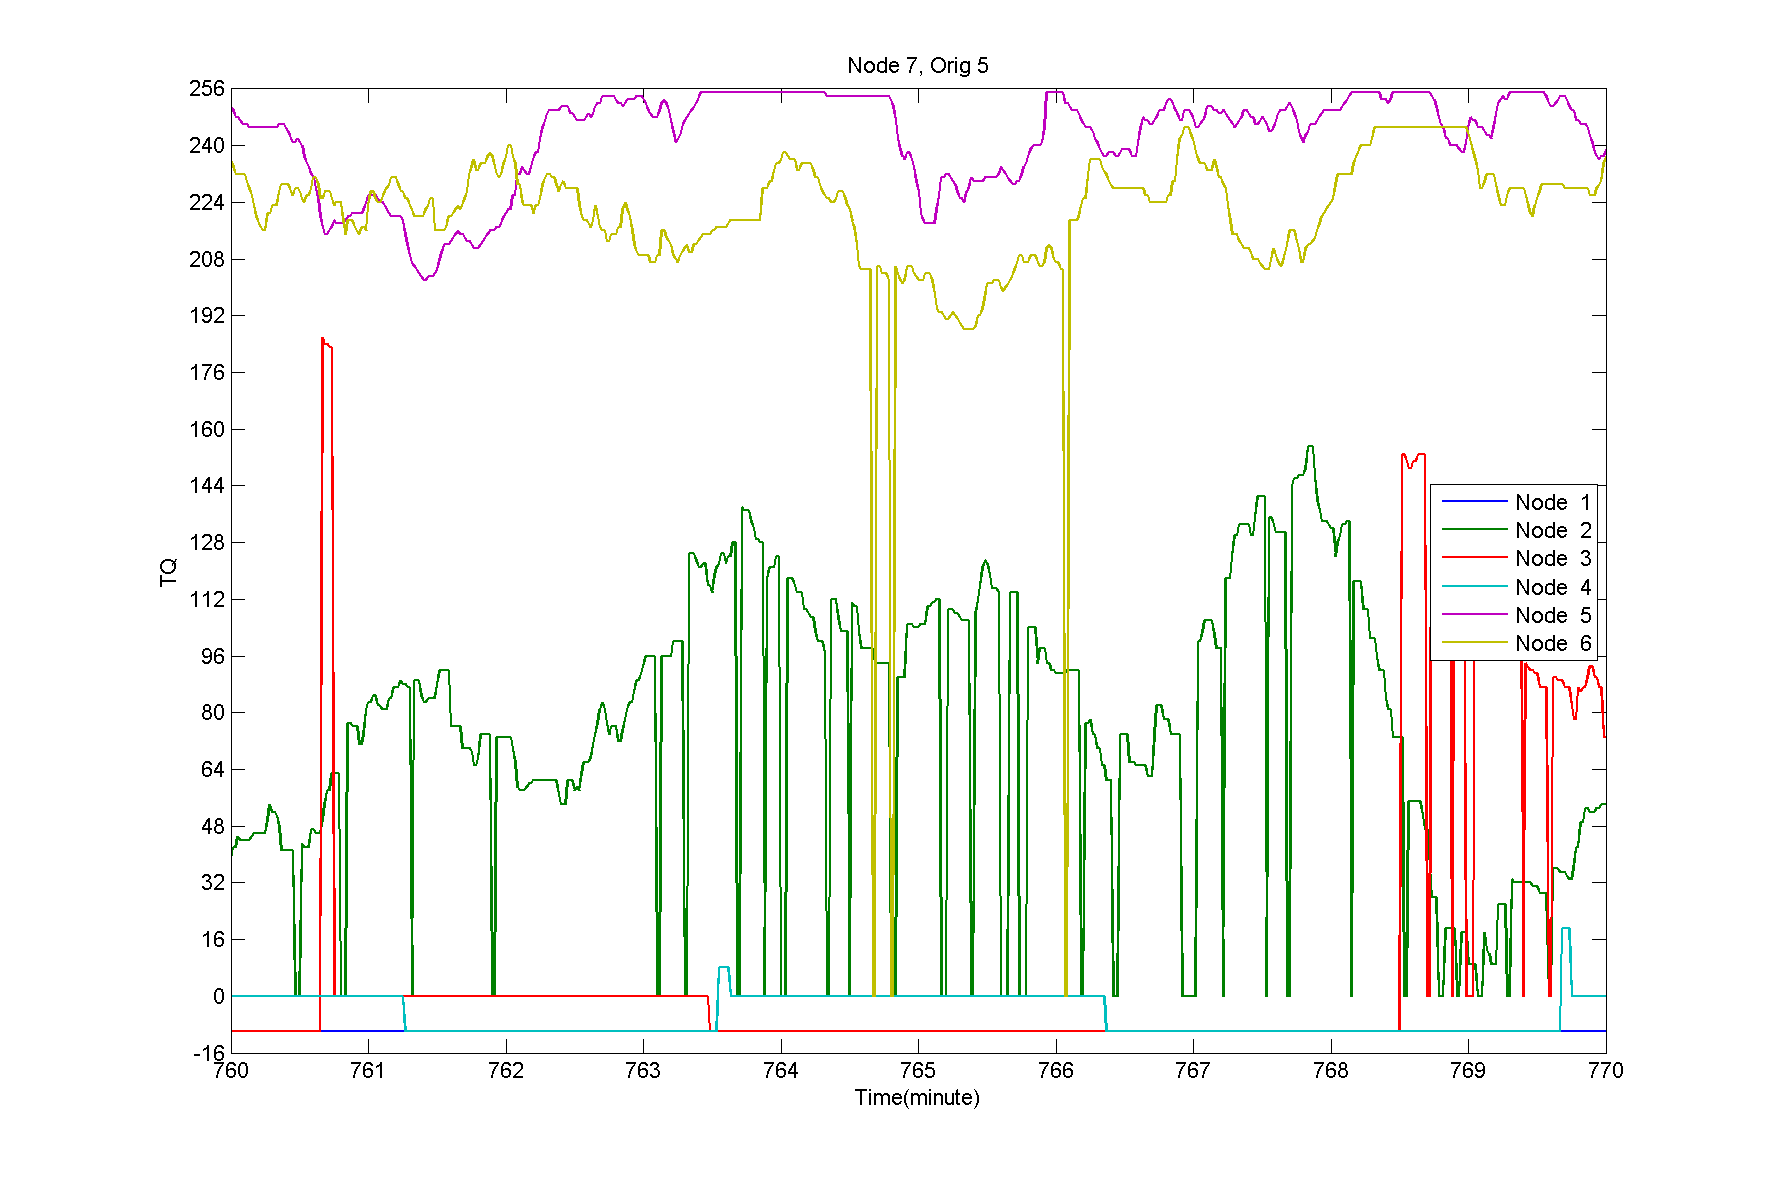 Node 7, Orig 5
256
240
224
208
192
176
160
144
128
112
96
80
64
48
32
16
0
-16
TQ
Node 1
Node 2
Node 3
Node 4
Node 5
Node 6
760 761 762 763 764 765 766 767 768 769 770
Time(minute)